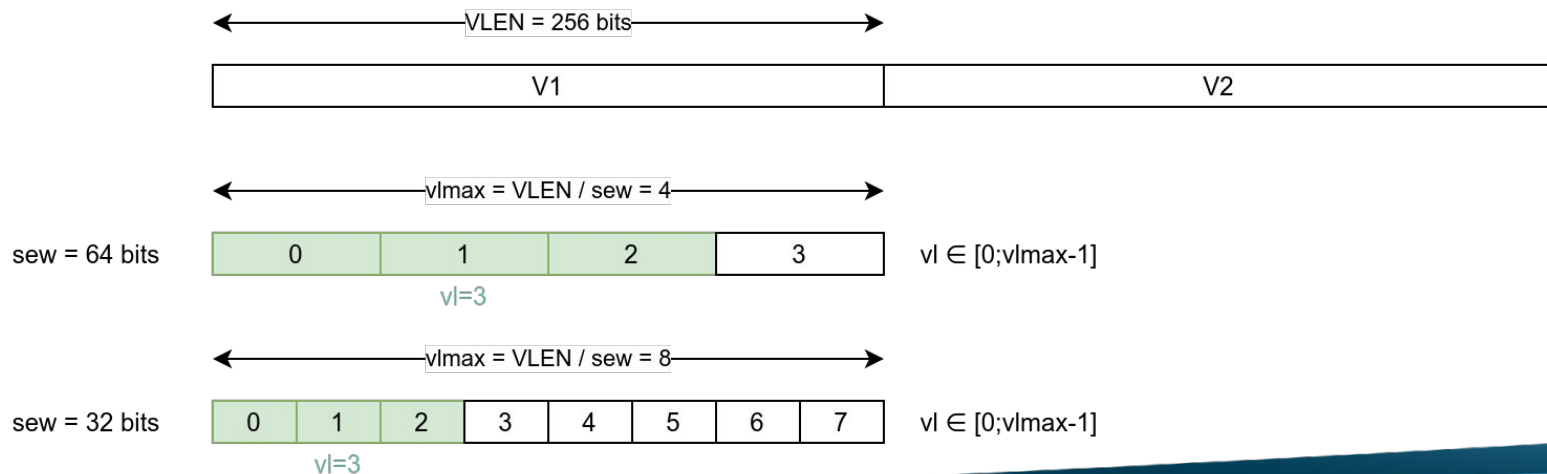 VLEN = 256 bits
V1 V2
vlmax = VLEN / sew = 4
sew = 64 bits 0 1 2 3 vl ∈ [0;vlmax-1]
vl=3
vlmax = VLEN / sew = 8
sew = 32 bits 0 1 2 3 4 5 6 7 vl ∈ [0;vlmax-1]
vl=3